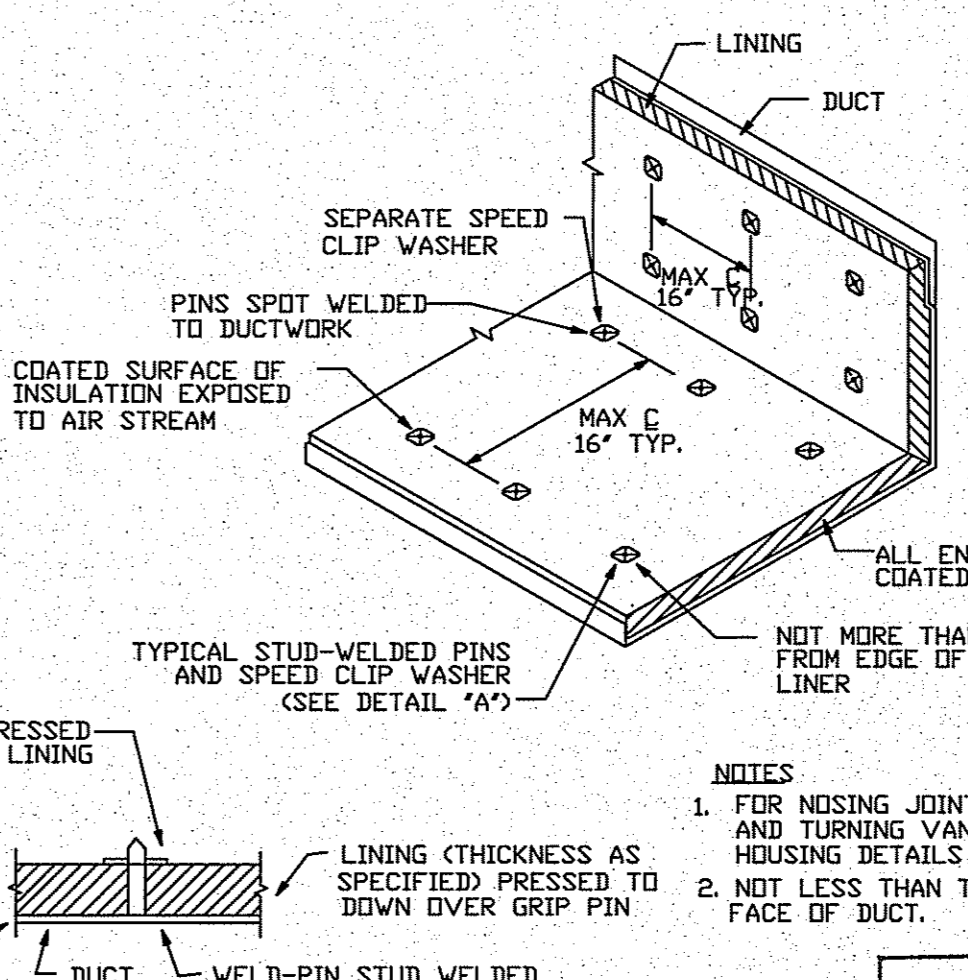 LINING
DUCT
SEPARATE SPEED
CLIP WASHER
MAX ℄
16" TYP.
PINS SPOT WELDED
TO DUCTWORK
COATED SURFACE OF
INSULATION EXPOSED
TO AIR STREAM
MAX ℄
16" TYP.
ALL EN
COATED
NOT MORE THAN
FROM EDGE OF
LINER
TYPICAL STUD-WELDED PINS
AND SPEED CLIP WASHER
(SEE DETAIL "A")
RESSED
LINING
LINING (THICKNESS AS
SPECIFIED) PRESSED TO
DOWN OVER GRIP PIN
DUCT
WELD-PIN STUD WELDED
NOTES
1. FOR NOSING JOINT
AND TURNING VAN
HOUSING DETAILS
2. NOT LESS THAN T
FACE OF DUCT.